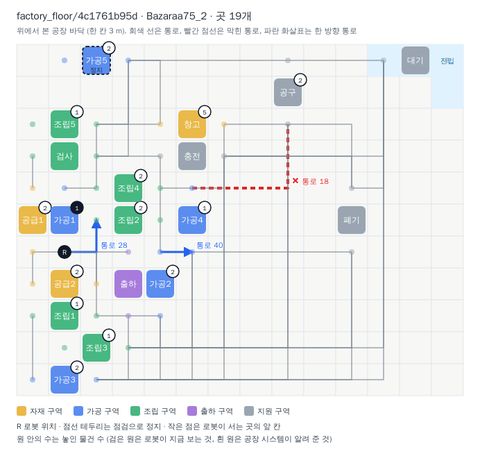 factory_floor/4c1761b95d · Bazaraa75_2 · 곳 19개
위에서 본 공장 바닥 (한 칸 3 m). 회색 선은 통로, 빨간 점선은 막힌 통로, 파란 화살표는 한 방향 통로
2
가공5
정지
대기
전립
2
공구
1
조립5
5
창고
검사
충전
2
조립4
✖ 통로 18
2
공급1
1
가공1
2
조립2
1
가공4
폐기
R
통로 28
통로 40
2
공급2
출하
2
가공2
1
조립1
1
조립3
2
가공3
자재 구역
가공 구역
조립 구역
출하 구역
지원 구역
R 로봇 위치 · 점선 테두리는 점검으로 정지 · 작은 점은 로봇이 서는 곳의 앞 칸
원 안의 수는 놓인 물건 수 (검은 원은 로봇이 지금 보는 것, 흰 원은 공장 시스템이 알려 준 것)